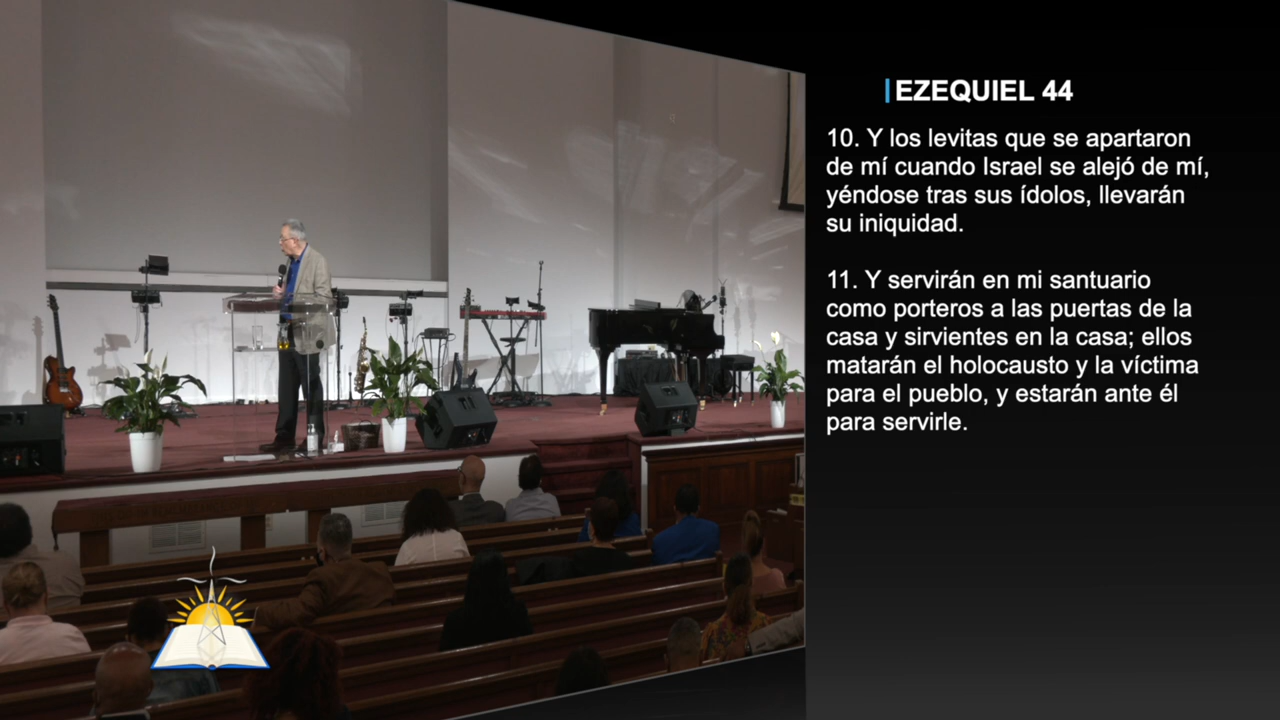 EZEQUIEL 44
10. Y los levitas que se apartaron
de mí cuando Israel se alejó de mí,
yéndose tras sus ídolos, llevarán
su iniquidad.
11. Y servirán en mi santuario
como porteros a las puertas de la
casa y sirvientes en la casa; ellos
matarán el holocausto y la víctima
para el pueblo, y estarán ante él
para servirle.